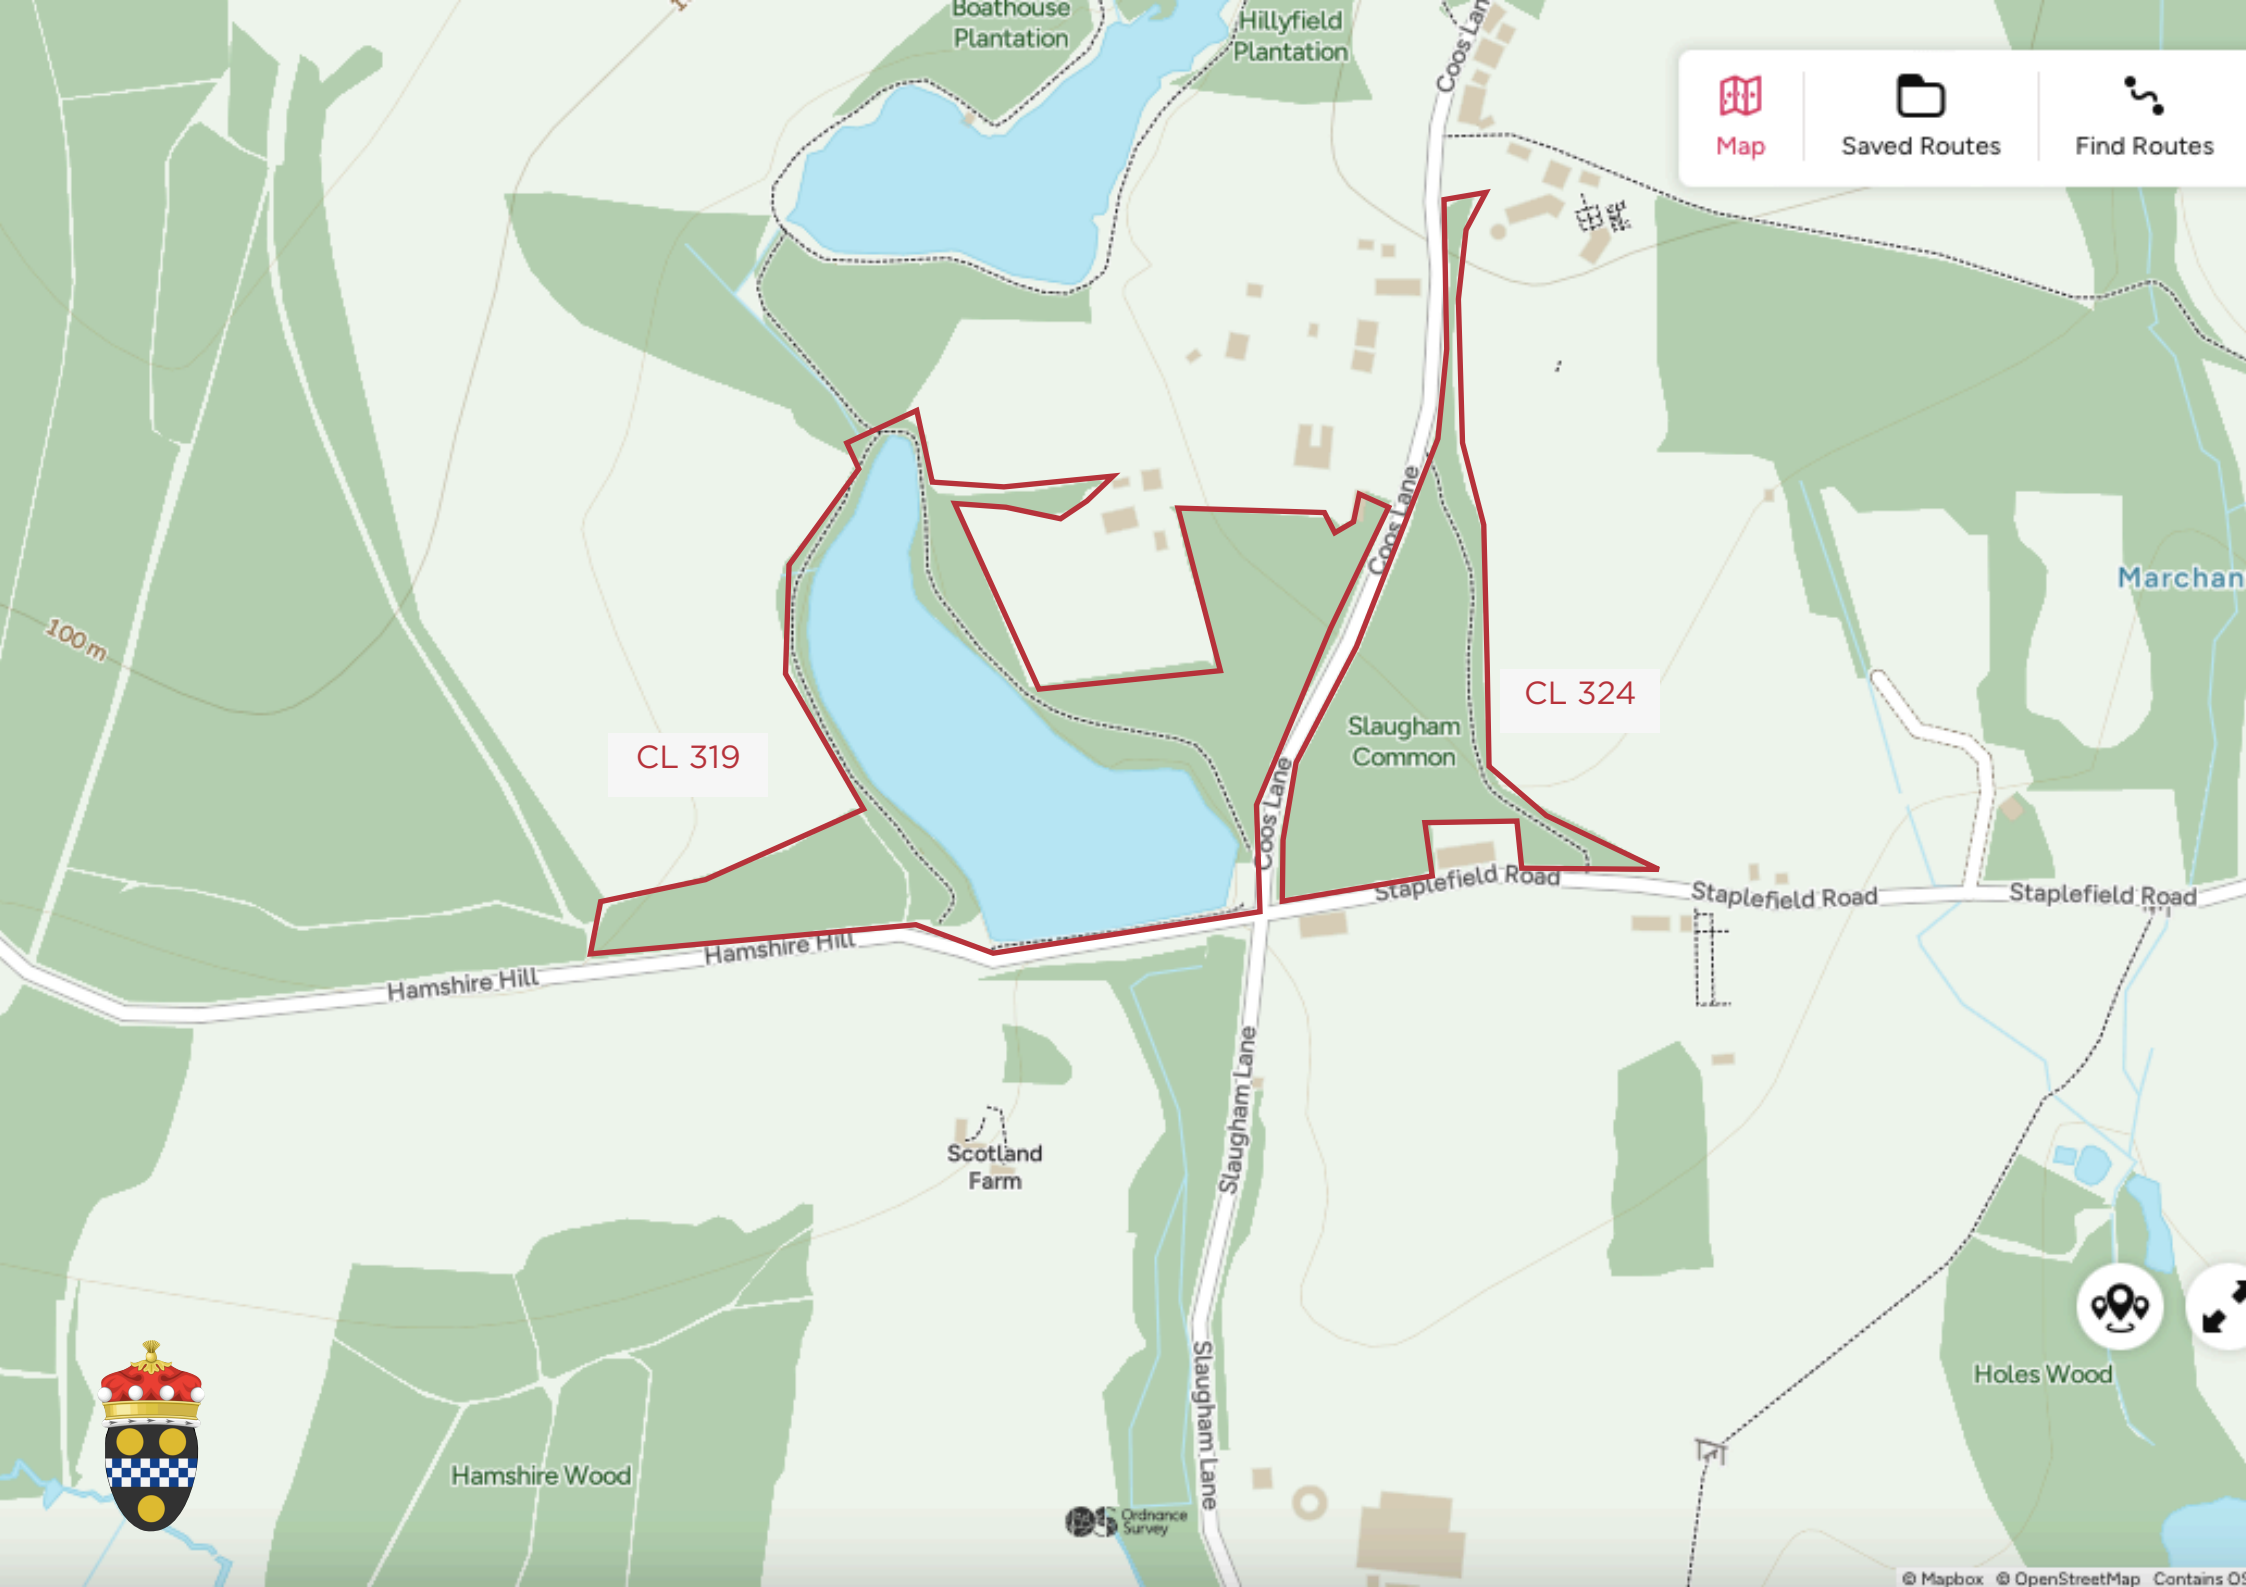 Boathouse
Plantation
Hillyfield
Plantation
Coos Lan
Map
Saved Routes
Find Routes
100 m
Coos Lane
Marchan
CL 324
Slaugham
Common
CL 319
Coos Lane
Staplefield Road
Staplefield Road
Staplefield Road
Hamshire Hill
Hamshire Hill
Slaugham Lane
Scotland
Farm
Slaugham Lane
Holes Wood
Hamshire Wood
OS
Ordnance
Survey
© Mapbox © OpenStreetMap Contains OS